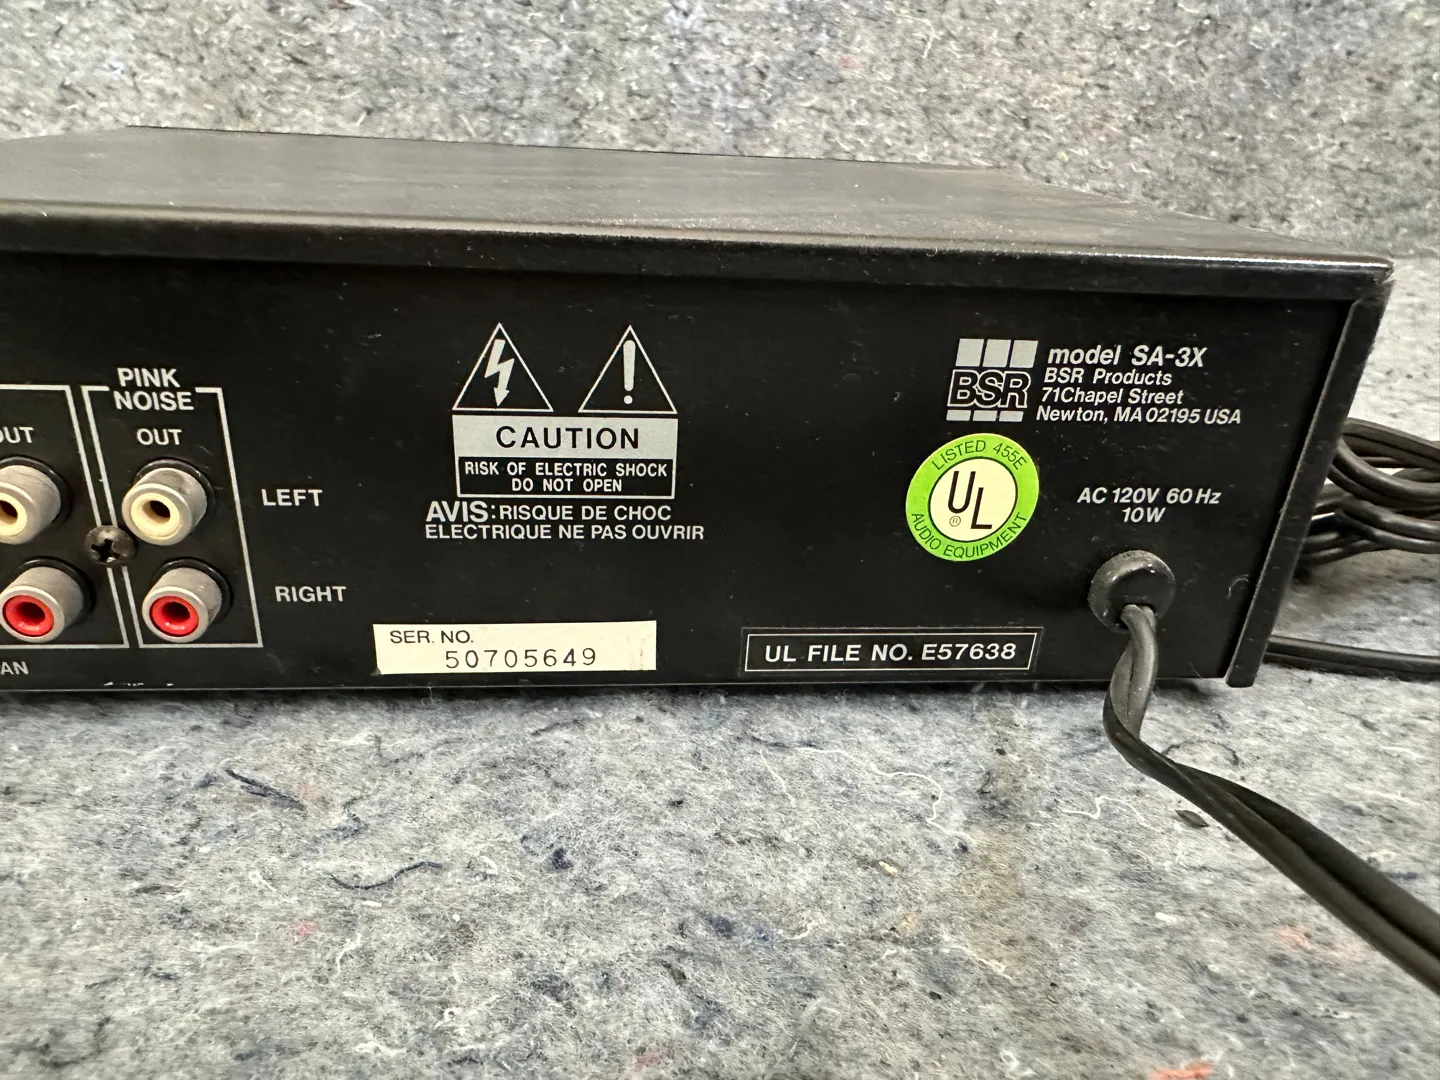 PINK
NOISE
OUT
OUT
LEFT
RIGHT
CAUTION
RISK OF ELECTRIC SHOCK
DO NOT OPEN
AVIS: RISQUE DE CHOC
ELECTRIQUE NE PAS OUVRIR
SER. NO.
50705649
BSR
model SA-3X
BSR Products
71Chapel Street
Newton, MA 02195 USA
LISTED 455E
UL
®
AUDIO EQUIPMENT
AC 120V 60 Hz
10W
UL FILE NO. E57638